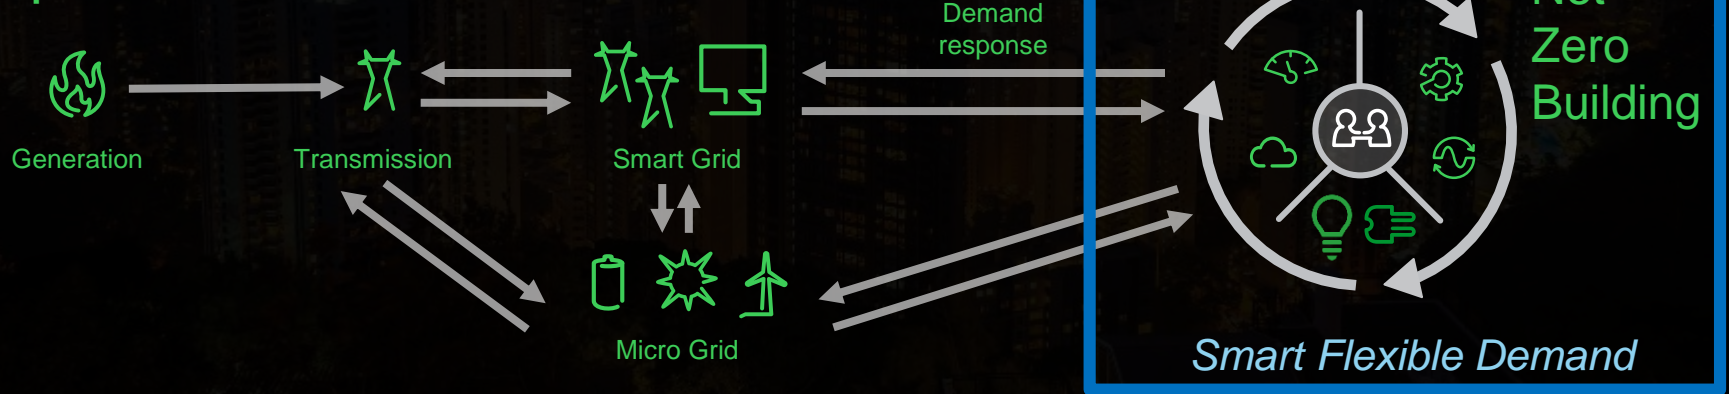 Demand
response
Zero
Building
Generation
Transmission
Smart Grid
Micro Grid
Smart Flexible Demand